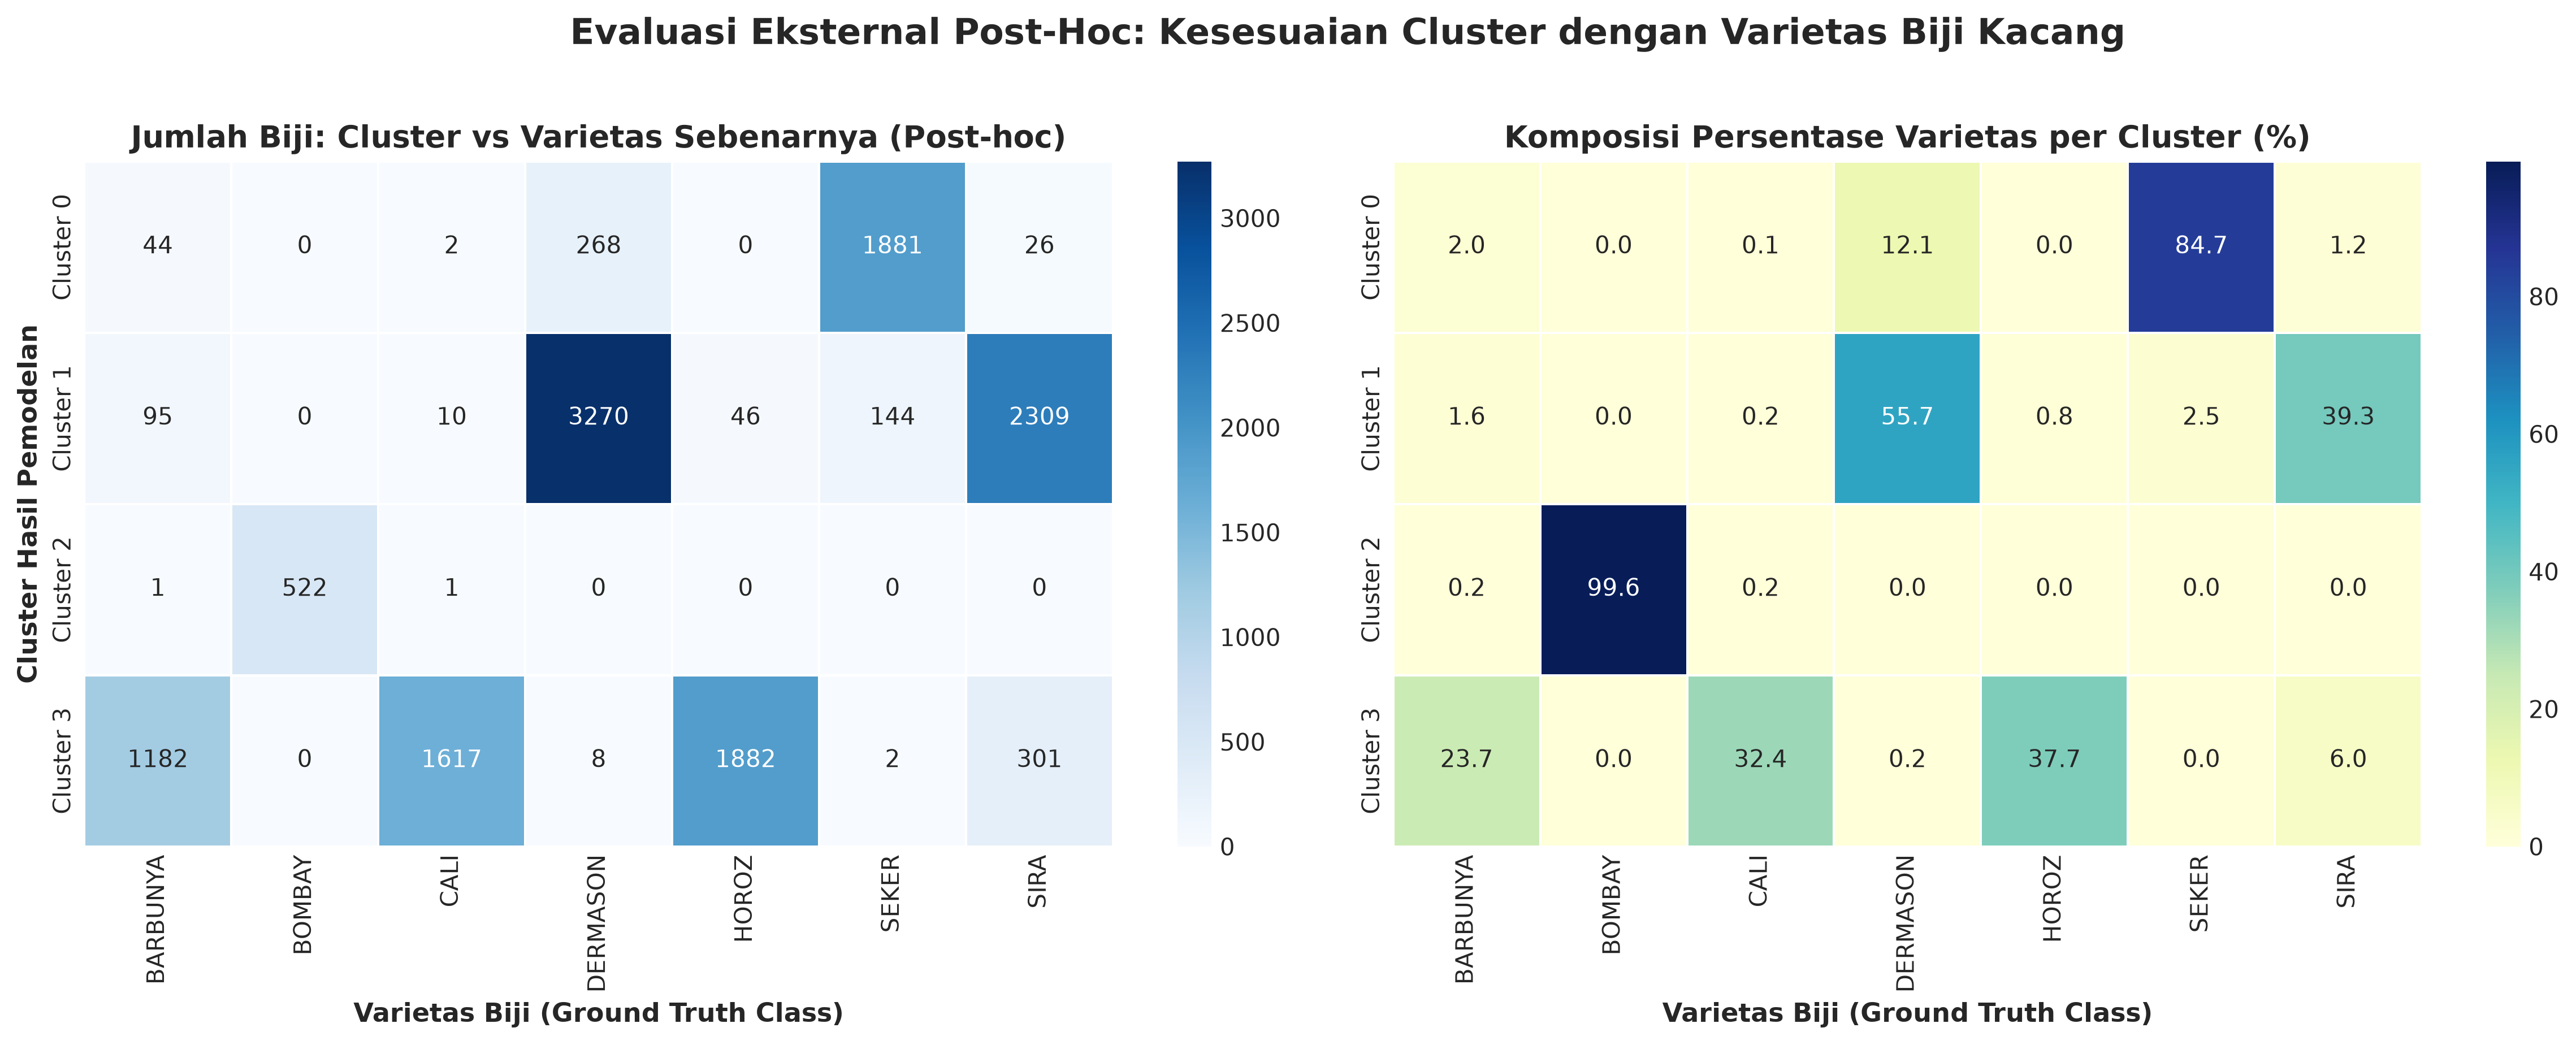 Evaluasi Eksternal Post-Hoc: Kesesuaian Cluster dengan Varietas Biji Kacang
Jumlah Biji: Cluster vs Varietas Sebenarnya (Post-hoc)
Cluster Hasil Pemodelan
Cluster 0
44 0 2 268 0 1881 26
Cluster 1
95 0 10 3270 46 144 2309
Cluster 2
1 522 1 0 0 0 0
Cluster 3
1182 0 1617 8 1882 2 301
BARBUNYA
BOMBAY
CALI
DERMASON
HOROZ
SEKER
SIRA
Varietas Biji (Ground Truth Class)
3000
2500
2000
1500
1000
500
0
Komposisi Persentase Varietas per Cluster (%)
Cluster 0
2.0 0.0 0.1 12.1 0.0 84.7 1.2
Cluster 1
1.6 0.0 0.2 55.7 0.8 2.5 39.3
Cluster 2
0.2 99.6 0.2 0.0 0.0 0.0 0.0
Cluster 3
23.7 0.0 32.4 0.2 37.7 0.0 6.0
BARBUNYA
BOMBAY
CALI
DERMASON
HOROZ
SEKER
SIRA
Varietas Biji (Ground Truth Class)
80
60
40
20
0